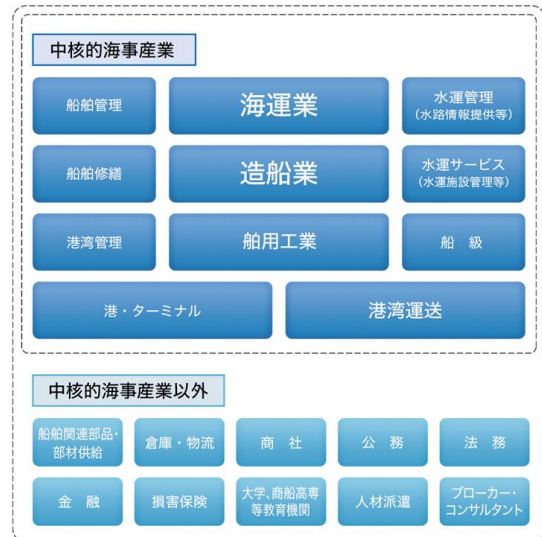 中核的海事産業
船舶管理
海運業
水運管理
(水路情報提供等)
船舶修繕
造船業
水運サービス
(水運施設管理等)
港湾管理
舶用工業
船 級
港・ターミナル
港湾運送
中核的海事産業以外
船舶関連部品・
部材供給
倉庫・物流
商 社
公 務
法 務
金 融
損害保険
大学、商船高専
等教育機関
人材派遣
ブローカー・
コンサルタント